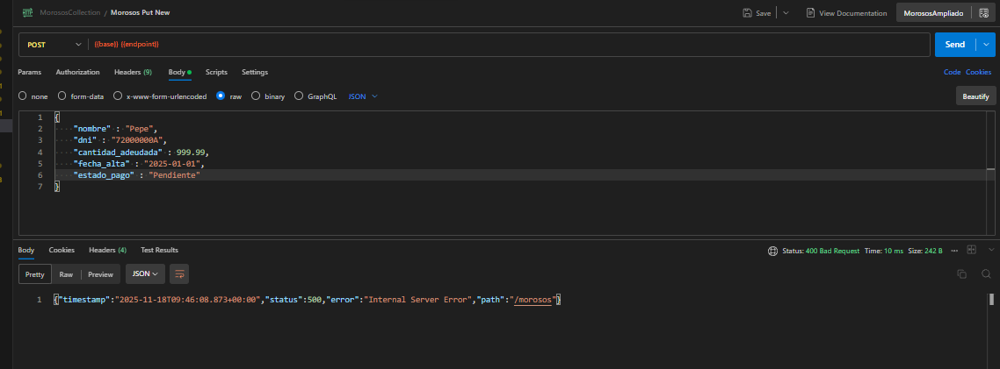 MorososCollection / Morosos Put New
Save
View Documentation
MorososAmpliado
POST
{{base}} {{endpoint}}
Send
Params
Authorization
Headers (9)
Body
Scripts
Settings
Code
Cookies
none
form-data
x-www-form-urlencoded
raw
binary
GraphQL
JSON
Beautify
1 {
2 "nombre" : "Pepe",
3 "dni" : "72000000A",
4 "cantidad_adeudada" : 999.99,
5 "fecha_alta" : "2025-01-01",
6 "estado_pago" : "Pendiente"
7 }
Body
Cookies
Headers (4)
Test Results
Status: 400 Bad Request Time: 10 ms Size: 242 B
Pretty
Raw
Preview
JSON
1 {"timestamp":"2025-11-18T09:46:08.873+00:00","status":500,"error":"Internal Server Error","path":"/morosos"}